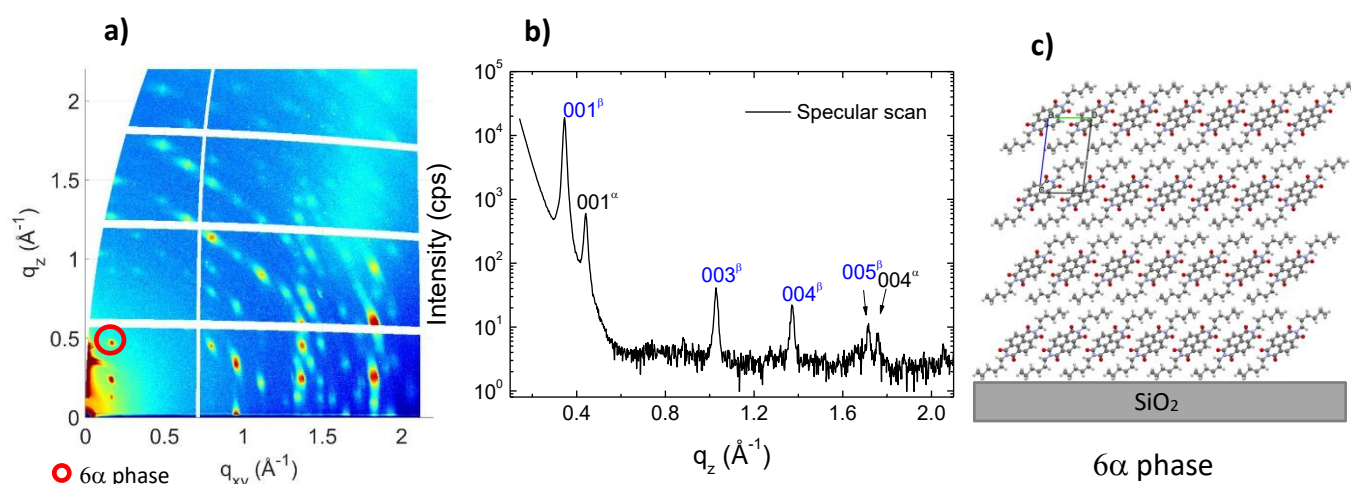 a)
q_z (Å⁻¹)
2
1.5
1
0.5
0
0 0.5 1 1.5 2
q_xy (Å⁻¹)
6α phase
b)
Intensity (cps)
10⁵
10⁴
10³
10²
10¹
10⁰
Specular scan
001^β
001^α
003^β
004^β
005^β
004^α
0.4 0.8 1.2 1.6 2.0
q_z (Å⁻¹)
c)
SiO₂
6α phase